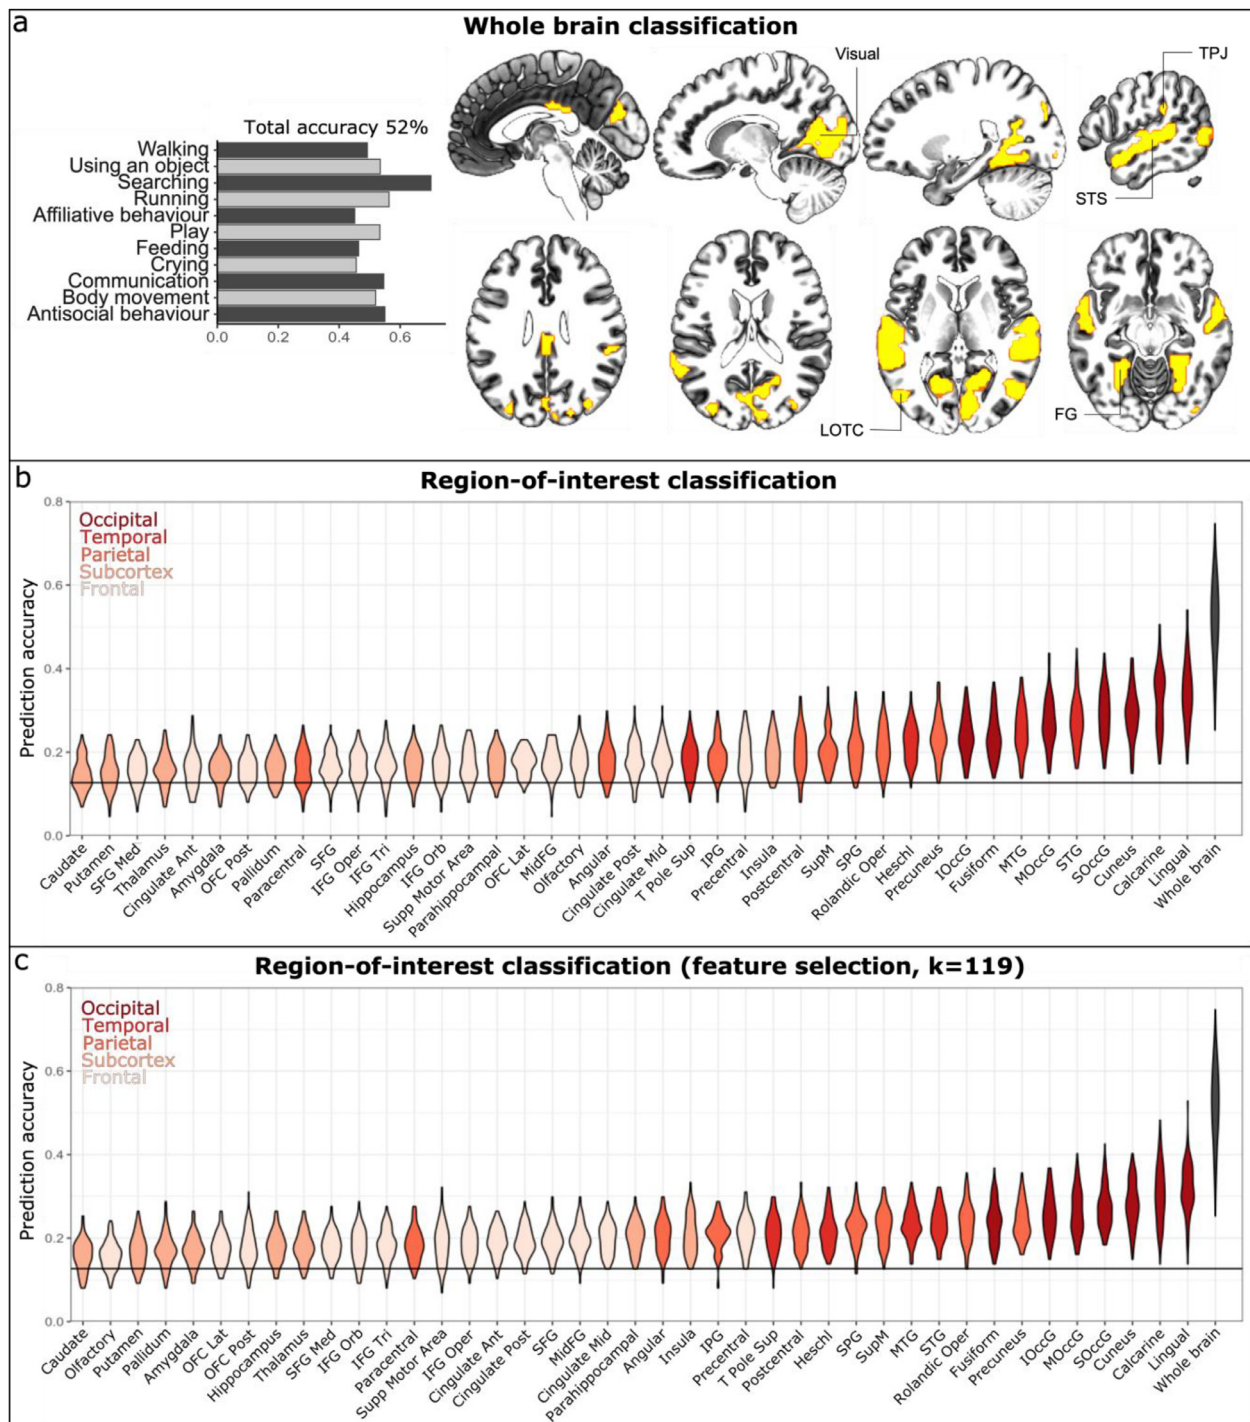 a
Whole brain classification
Visual
TPJ
STS
LOTC
FG
Total accuracy 52%
Walking
Using an object
Searching
Running
Affiliative behaviour
Play
Feeding
Crying
Communication
Body movement
Antisocial behaviour
0.0 0.2 0.4 0.6
b
Region-of-interest classification
Prediction accuracy
0.8
0.6
0.4
0.2
0.0
Occipital
Temporal
Parietal
Subcortex
Frontal
Caudate
Putamen
SFG Med
Thalamus
Cingulate Ant
Amygdala
OFC Post
Pallidum
Paracentral
SFG
IFG Oper
IFG Tri
Hippocampus
IFG Orb
Supp Motor Area
Parahippocampal
OFC Lat
MidFG
Olfactory
Angular
Cingulate Post
Cingulate Mid
T Pole Sup
IPG
Precentral
Insula
Postcentral
SupM
SPG
Rolandic Oper
Heschl
Precuneus
IOccG
Fusiform
MTG
MOccG
STG
SOccG
Cuneus
Calcarine
Lingual
Whole brain
c
Region-of-interest classification (feature selection, k=119)
Prediction accuracy
0.8
0.6
0.4
0.2
0.0
Occipital
Temporal
Parietal
Subcortex
Frontal
Caudate
Olfactory
Putamen
Pallidum
Amygdala
OFC Lat
OFC Post
Hippocampus
Thalamus
SFG Med
IFG Orb
IFG Tri
Paracentral
Supp Motor Area
IFG Oper
Cingulate Ant
Cingulate Post
SFG
MidFG
Cingulate Mid
Parahippocampal
Angular
Insula
IPG
Precentral
T Pole Sup
Postcentral
Heschl
SPG
SupM
MTG
STG
Rolandic Oper
Fusiform
Precuneus
IOccG
MOccG
SOccG
Cuneus
Calcarine
Lingual
Whole brain